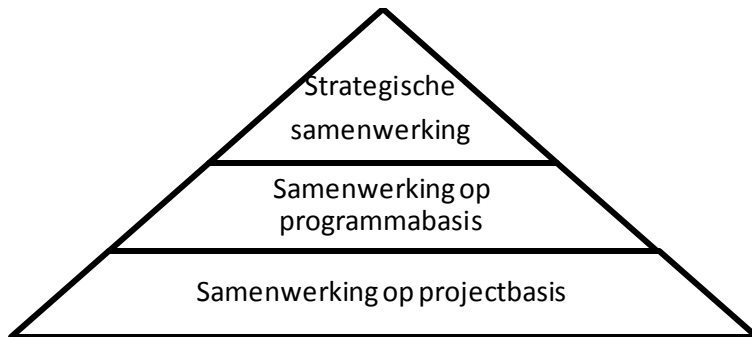 Strategische
samenwerking
Samenwerking op
programmabasis
Samenwerking op projectbasis